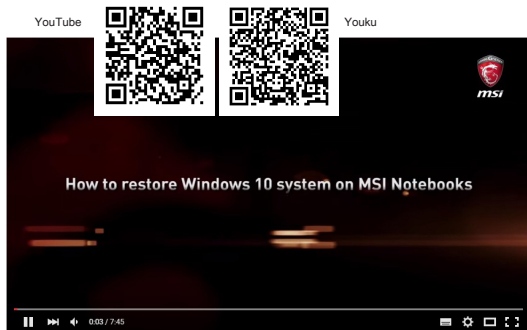 YouTube
Youku
msi
How to restore Windows 10 system on MSI Notebooks
0:03 / 7:45